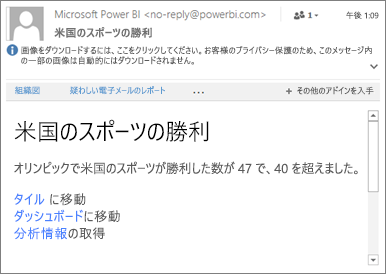 Microsoft Power BI <no-reply@powerbi.com>
1
午後 1:09
米国のスポーツの勝利
画像をダウンロードするには、ここをクリックしてください。お客様のプライバシー保護のため、このメッセージ内
の一部の画像は自動的にはダウンロードされません。
組織図 疑わしい電子メールのレポート ... + その他のアドインを入手
米国のスポーツの勝利
オリンピックで米国のスポーツが勝利した数が 47 で、40 を超えました。
タイル に移動
ダッシュボードに移動
分析情報の取得